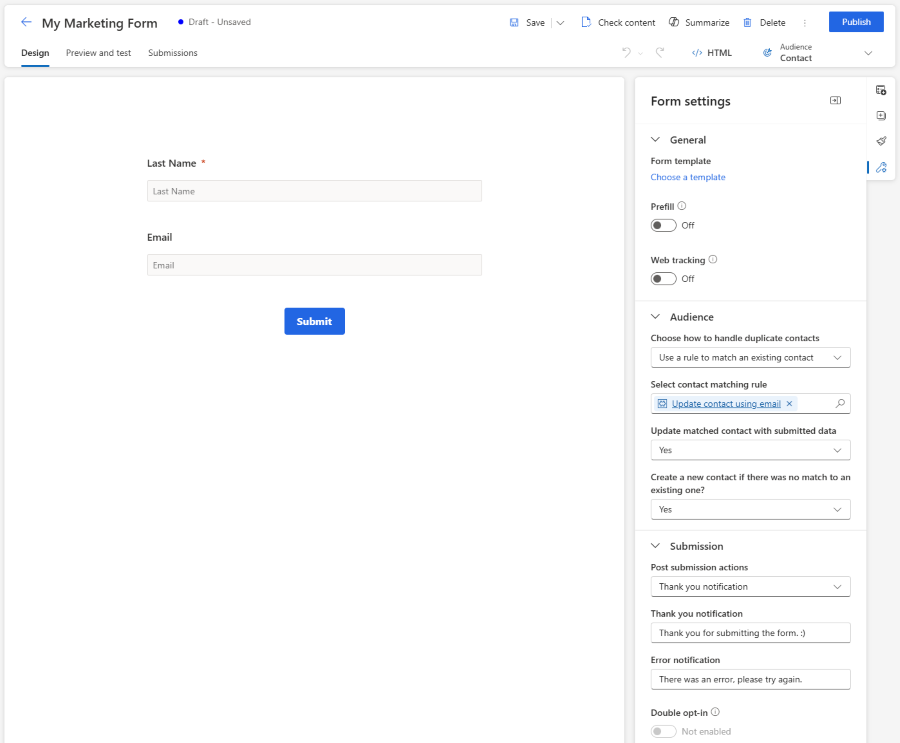 My Marketing Form
Draft - Unsaved
Save
Check content
Summarize
Delete
Publish
Design
Preview and test
Submissions
</> HTML
Audience
Contact
Last Name *
Last Name
Email
Email
Submit
Form settings
General
Form template
Choose a template
Prefill
Off
Web tracking
Off
Audience
Choose how to handle duplicate contacts
Use a rule to match an existing contact
Select contact matching rule
Update contact using email
Update matched contact with submitted data
Yes
Create a new contact if there was no match to an
existing one?
Yes
Submission
Post submission actions
Thank you notification
Thank you notification
Thank you for submitting the form. :)
Error notification
There was an error, please try again.
Double opt-in
Not enabled